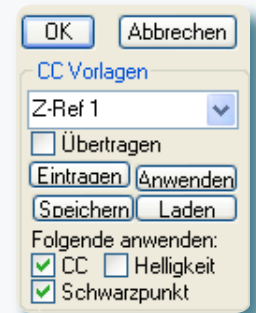 OK Abbrechen
CC Vorlagen
Z-Ref 1
Übertragen
Eintragen Anwenden
Speichern Laden
Folgende anwenden:
CC Helligkeit
Schwarzpunkt